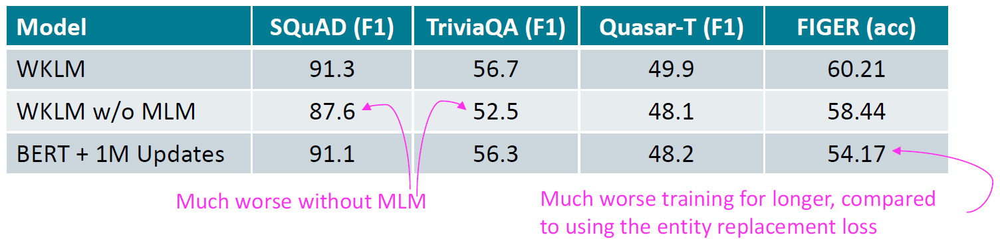 Model SQuAD (F1) TriviaQA (F1) Quasar-T (F1) FIGER (acc)
WKLM 91.3 56.7 49.9 60.21
WKLM w/o MLM 87.6 52.5 48.1 58.44
BERT + 1M Updates 91.1 56.3 48.2 54.17
Much worse without MLM
Much worse training for longer, compared
to using the entity replacement loss